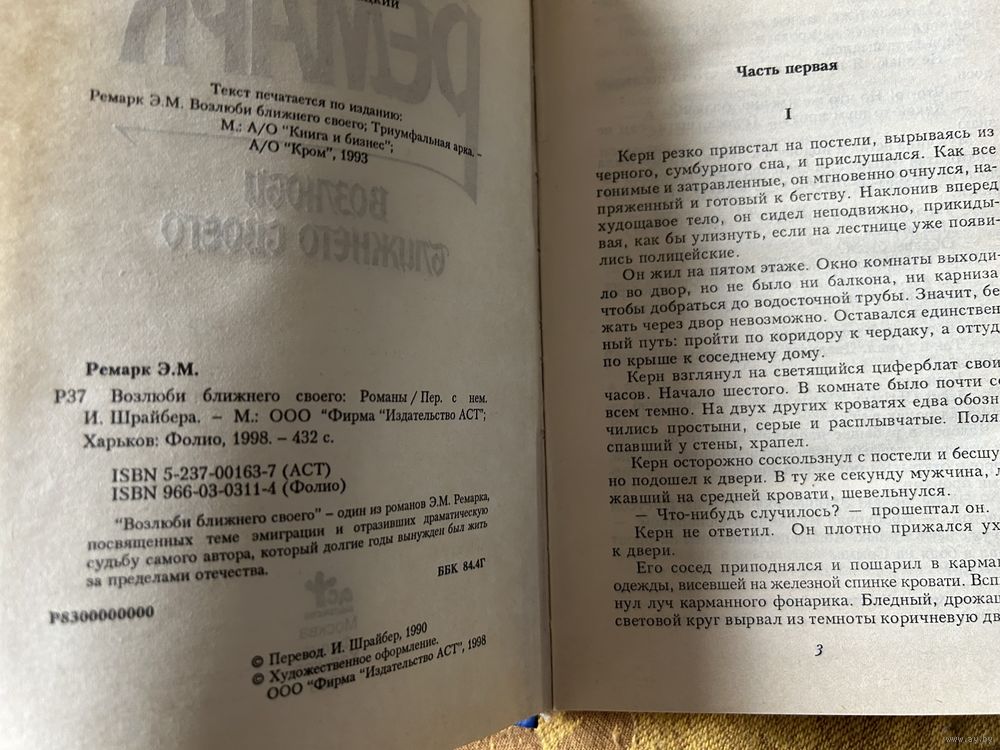 РЕМАРК
Текст печатается по изданию:
Ремарк Э.М. Возлюби ближнего своего; Триумфальная арка. –
М.: А/О "Книга и бизнес";
А/О "Кром", 1993
ВОЗЛЮБИ
БЛИЖНЕГО СВОЕГО
Ремарк Э.М.
Р37 Возлюби ближнего своего: Романы / Пер. с нем.
И. Шрайбера. – М.: ООО "Фирма "Издательство АСТ";
Харьков: Фолио, 1998. – 432 с.
ISBN 5-237-00163-7 (АСТ)
ISBN 966-03-0311-4 (Фолио)
"Возлюби ближнего своего" – один из романов Э.М. Ремарка,
посвященных теме эмиграции и отразивших драматическую
судьбу самого автора, который долгие годы вынужден был жить
за пределами отечества.
ББК 84.4Г
Р8300000000
Москва
© Перевод. И. Шрайбер, 1990
© Художественное оформление.
ООО "Фирма "Издательство АСТ", 1998
Часть первая
I
Керн резко привстал на постели, вырываясь из
черного, сумбурного сна, и прислушался. Как все
гонимые и затравленные, он мгновенно очнулся, на-
пряженный и готовый к бегству. Наклонив вперед
худощавое тело, он сидел неподвижно, прикиды-
вая, как бы улизнуть, если на лестнице уже появи-
лись полицейские.
Он жил на пятом этаже. Окно комнаты выходи-
ло во двор, но не было ни балкона, ни карниза
чтобы добраться до водосточной трубы. Значит, бе
жать через двор невозможно. Оставался единствен
ный путь: пройти по коридору к чердаку, а оттуд
по крыше к соседнему дому.
Керн взглянул на светящийся циферблат свои
часов. Начало шестого. В комнате было почти со
всем темно. На двух других кроватях едва обозн
чились простыни, серые и расплывчатые. Поля
спавший у стены, храпел.
Керн осторожно соскользнул с постели и бесшу
но подошел к двери. В ту же секунду мужчина, л
жавший на средней кровати, шевельнулся.
— Что-нибудь случилось? — прошептал он.
Керн не ответил. Он плотно прижался ух
к двери.
Его сосед приподнялся и пошарил в карман
одежды, висевшей на железной спинке кровати. Всп
нул луч карманного фонарика. Бледный, дрожащ
световой круг вырвал из темноты коричневую дв
3
www.ay.by